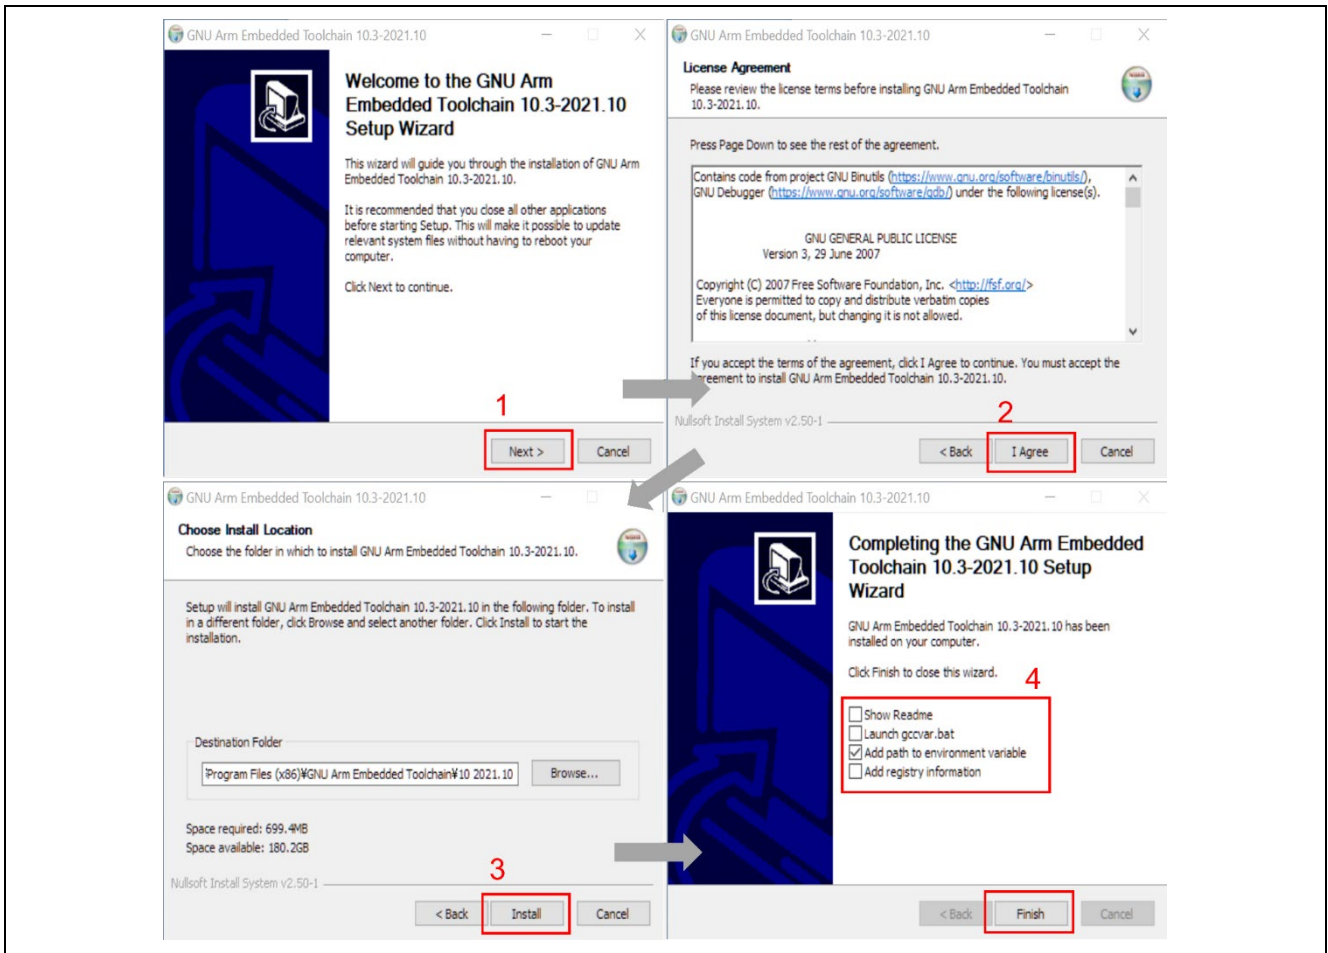 GNU Arm Embedded Toolchain 10.3-2021.10
Welcome to the GNU Arm
Embedded Toolchain 10.3-2021.10
Setup Wizard
This wizard will guide you through the installation of GNU Arm
Embedded Toolchain 10.3-2021.10.
It is recommended that you close all other applications
before starting Setup. This will make it possible to update
relevant system files without having to reboot your
computer.
Click Next to continue.
1
Next >
Cancel
GNU Arm Embedded Toolchain 10.3-2021.10
License Agreement
Please review the license terms before installing GNU Arm Embedded Toolchain
10.3-2021.10.
Press Page Down to see the rest of the agreement.
Contains code from project GNU Binutils (https://www.gnu.org/software/binutils/),
GNU Debugger (https://www.gnu.org/software/gdb/) under the following license(s).
GNU GENERAL PUBLIC LICENSE
Version 3, 29 June 2007
Copyright (C) 2007 Free Software Foundation, Inc. <http://fsf.org/>
Everyone is permitted to copy and distribute verbatim copies
of this license document, but changing it is not allowed.
If you accept the terms of the agreement, click I Agree to continue. You must accept the
agreement to install GNU Arm Embedded Toolchain 10.3-2021.10.
Nullsoft Install System v2.50-1
2
< Back
I Agree
Cancel
GNU Arm Embedded Toolchain 10.3-2021.10
Choose Install Location
Choose the folder in which to install GNU Arm Embedded Toolchain 10.3-2021.10.
Setup will install GNU Arm Embedded Toolchain 10.3-2021.10 in the following folder. To install
in a different folder, click Browse and select another folder. Click Install to start the
installation.
Destination Folder
Program Files (x86)¥GNU Arm Embedded Toolchain¥10 2021.10
Browse...
Space required: 699.4MB
Space available: 180.2GB
Nullsoft Install System v2.50-1
3
< Back
Install
Cancel
GNU Arm Embedded Toolchain 10.3-2021.10
Completing the GNU Arm Embedded
Toolchain 10.3-2021.10 Setup
Wizard
GNU Arm Embedded Toolchain 10.3-2021.10 has been
installed on your computer.
Click Finish to close this wizard.
4
Show Readme
Launch gccvar.bat
Add path to environment variable
Add registry information
< Back
Finish
Cancel